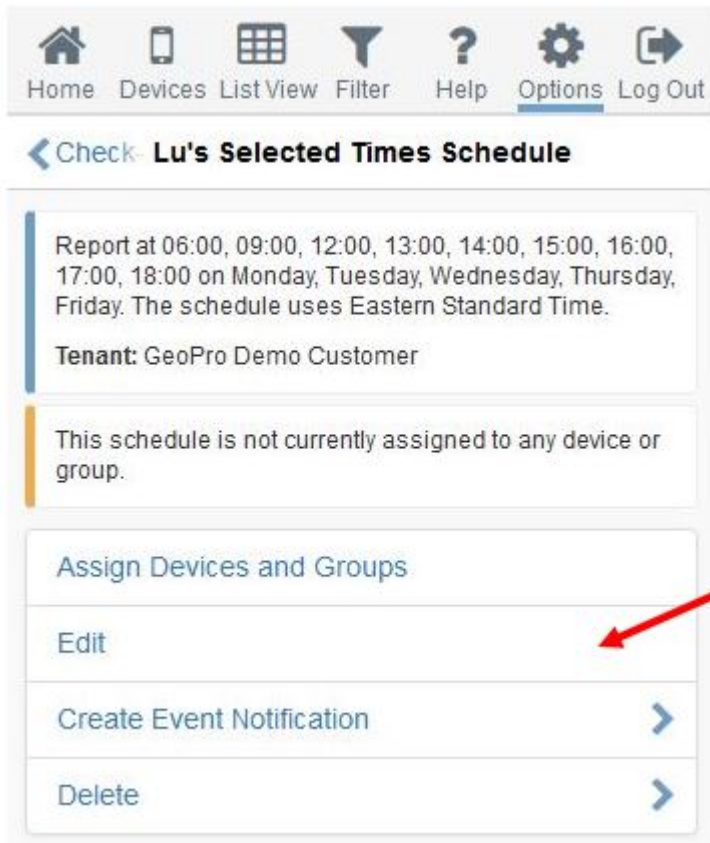 Home Devices List View Filter Help Options Log Out
Check- Lu's Selected Times Schedule
Report at 06:00, 09:00, 12:00, 13:00, 14:00, 15:00, 16:00,
17:00, 18:00 on Monday, Tuesday, Wednesday, Thursday,
Friday. The schedule uses Eastern Standard Time.
Tenant: GeoPro Demo Customer
This schedule is not currently assigned to any device or
group.
Assign Devices and Groups
Edit
Create Event Notification
Delete